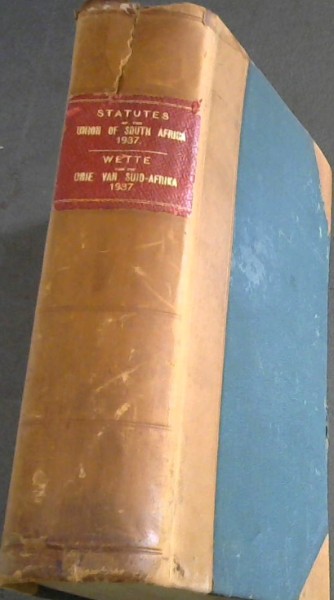 STATUTES
OF THE
UNION OF SOUTH AFRICA
1937.
WETTE
VAN DIE
UNIE VAN SUID-AFRIKA
1937.